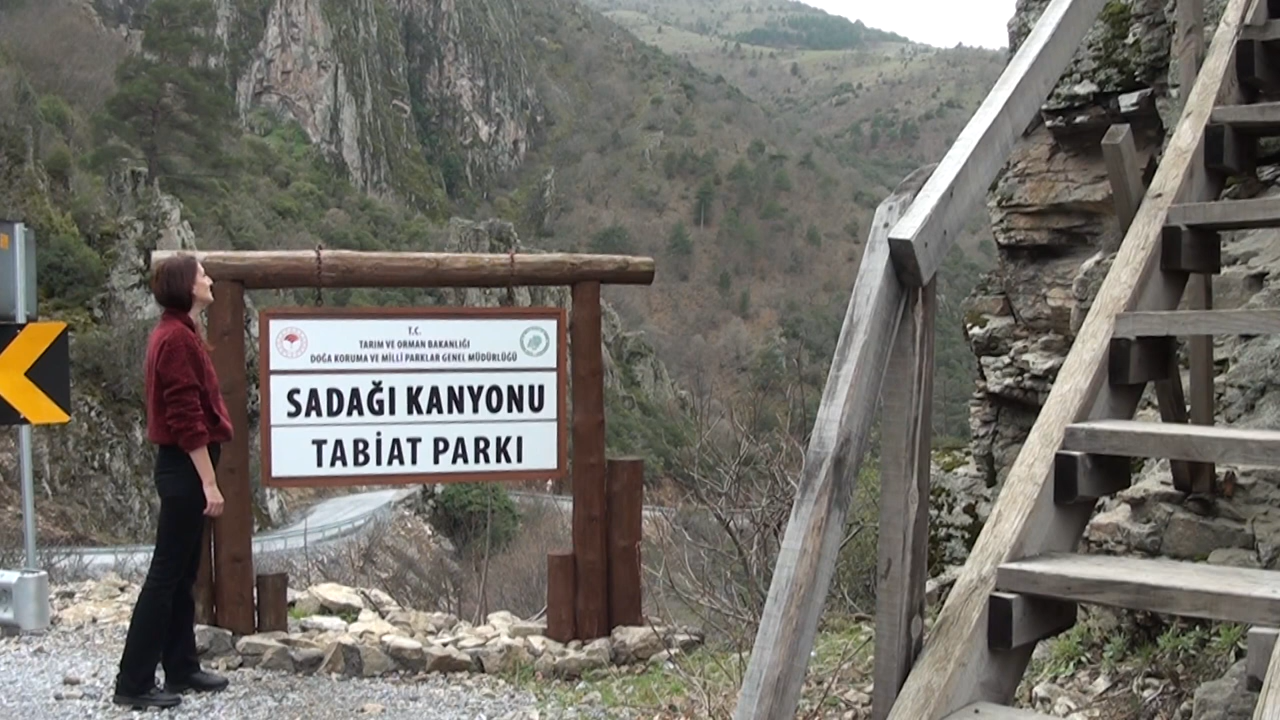 T.C.
TARIM VE ORMAN BAKANLIĞI
DOĞA KORUMA VE MİLLİ PARKLAR GENEL MÜDÜRLÜĞÜ
SADAĞI KANYONU
TABİAT PARKI